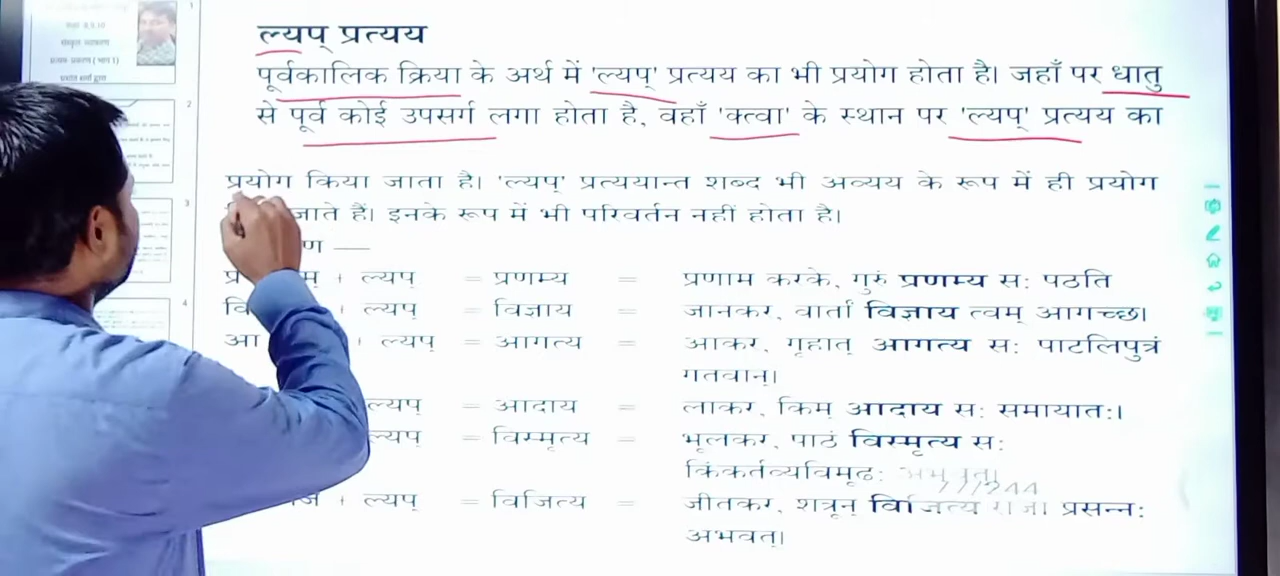 ल्यप् प्रत्यय
पूर्वकालिक क्रिया के अर्थ में 'ल्यप्' प्रत्यय का भी प्रयोग होता है। जहाँ पर धातु
से पूर्व कोई उपसर्ग लगा होता है, वहाँ 'क्त्वा' के स्थान पर 'ल्यप्' प्रत्यय का
प्रयोग किया जाता है। 'ल्यप्' प्रत्ययान्त शब्द भी अव्यय के रूप में ही प्रयोग
जाते हैं। इनके रूप में भी परिवर्तन नहीं होता है।
ण —
प्र म् + ल्यप् = प्रणम्य = प्रणाम करके, गुरुं प्रणम्य स: पठति
वि + ल्यप् = विज्ञाय = जानकर, वार्तां विज्ञाय त्वम् आगच्छ।
आ + ल्यप् = आगत्य = आकर, गृहात् आगत्य स: पाटलिपुत्रं
गतवान्।
ल्यप् = आदाय = लाकर, किम् आदाय स: समायात:।
ल्यप् = विस्मृत्य = भूलकर, पाठं विस्मृत्य स:
किंकर्तव्यविमूढ:
+ ल्यप् = विजित्य = जीतकर, शत्रून् विजित्य राजा प्रसन्न:
अभवत्।